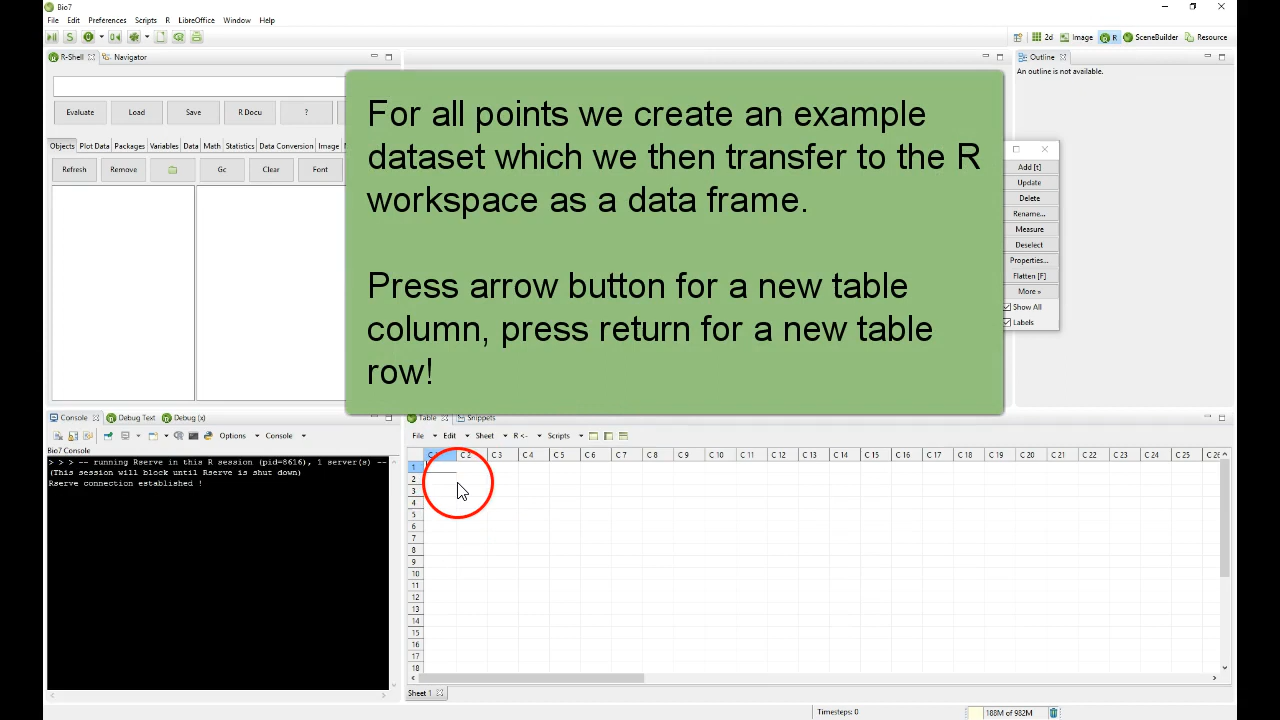 Bio7
File Edit Preferences Scripts R LibreOffice Window Help
2d Image R SceneBuilder Resource
R-Shell Navigator
Outline
An outline is not available.
Evaluate Load Save R Docu ?
Objects Plot Data Packages Variables Data Math Statistics Data Conversion Image
Refresh Remove Gc Clear Font
For all points we create an example
dataset which we then transfer to the R
workspace as a data frame.
Press arrow button for a new table
column, press return for a new table
row!
Add [t]
Update
Delete
Rename...
Measure
Deselect
Properties...
Flatten [F]
More »
Show All
Labels
Console Debug Text Debug (x)
Options Console
Bio7 Console
> > > -- running Rserve in this R session (pid=8616), 1 server(s) --
(This session will block until Rserve is shut down)
Rserve connection established !
Table Snippets
File Edit Sheet R <- Scripts
C 1 C 2 C 3 C 4 C 5 C 6 C 7 C 8 C 9 C 10 C 11 C 12 C 13 C 14 C 15 C 16 C 17 C 18 C 19 C 20 C 21 C 22 C 23 C 24 C 25 C 26
1
2
3
4
5
6
7
8
9
10
11
12
13
14
15
16
17
18
Sheet 1
Timesteps: 0
188M of 982M